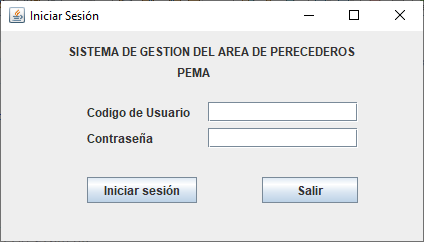 Iniciar Sesión
SISTEMA DE GESTION DEL AREA DE PERECEDEROS
PEMA
Codigo de Usuario
Contraseña
Iniciar sesión Salir